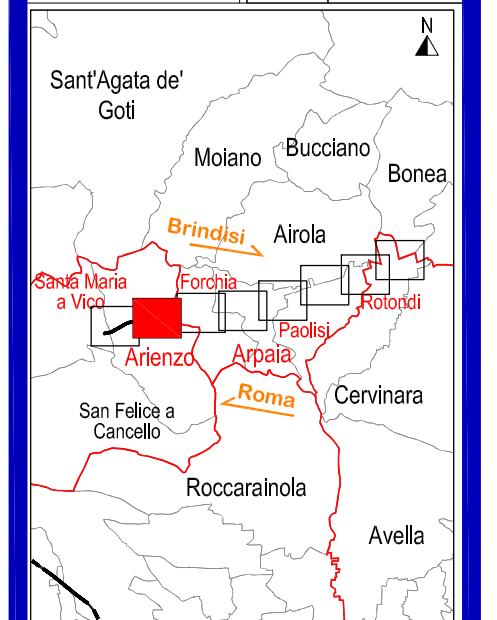 N
Sant'Agata de'
Goti
Moiano
Bucciano
Bonea
Brindisi
Airola
Santa Maria
a Vico
Forchia
Rotondi
Paolisi
Arienzo
Arpaia
Roma
Cervinara
San Felice a
Cancello
Roccarainola
Avella